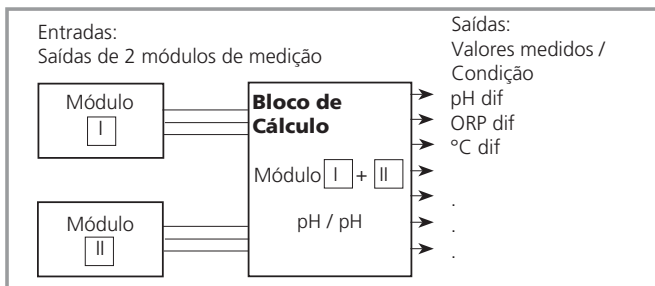 Entradas:
Saídas de 2 módulos de medição
Módulo
I
Módulo
II
Bloco de
Cálculo
Módulo I + II
pH / pH
Saídas:
Valores medidos /
Condição
pH dif
ORP dif
°C dif
.
.
.